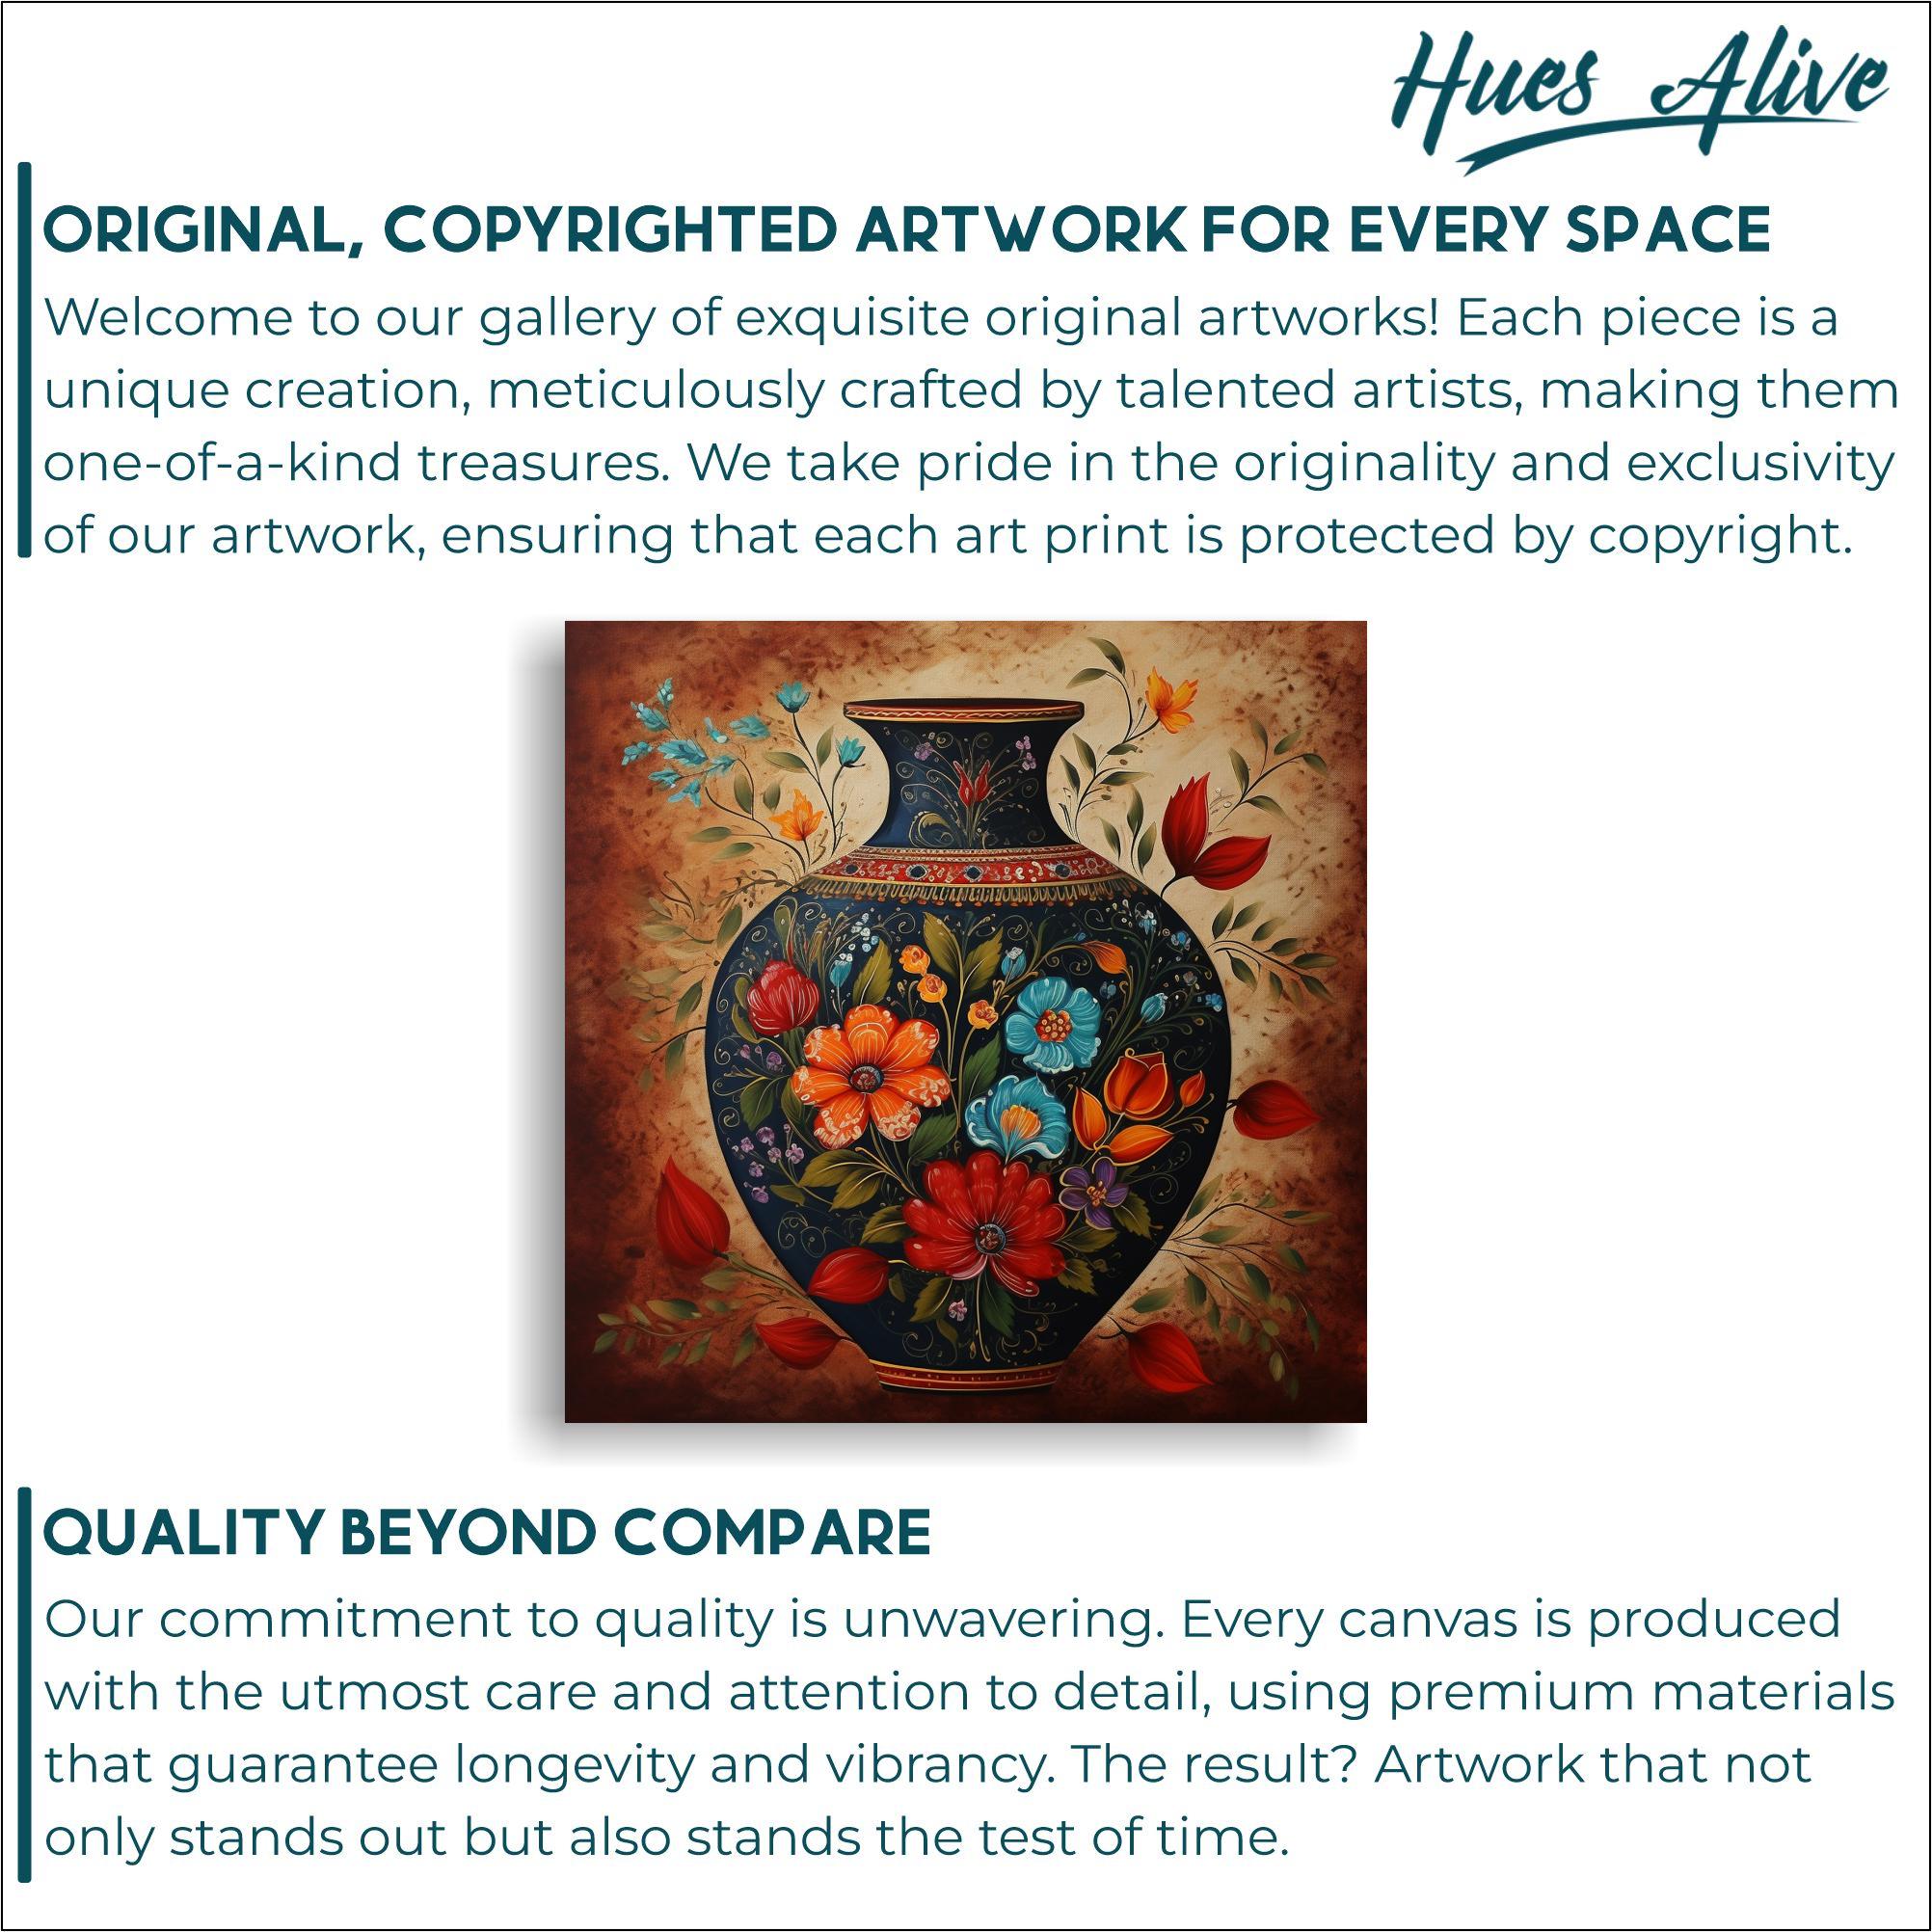 Hues Alive
ORIGINAL, COPYRIGHTED ARTWORK FOR EVERY SPACE
Welcome to our gallery of exquisite original artworks! Each piece is a
unique creation, meticulously crafted by talented artists, making them
one-of-a-kind treasures. We take pride in the originality and exclusivity
of our artwork, ensuring that each art print is protected by copyright.
QUALITY BEYOND COMPARE
Our commitment to quality is unwavering. Every canvas is produced
with the utmost care and attention to detail, using premium materials
that guarantee longevity and vibrancy. The result? Artwork that not
only stands out but also stands the test of time.